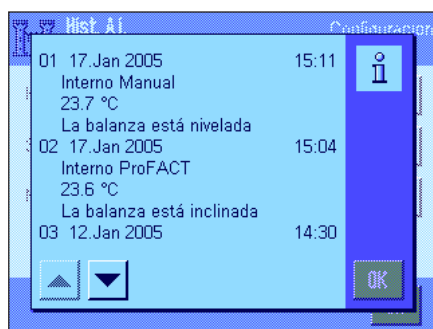 Hist. Aj.
Configuracion
01 17.Jan 2005 15:11
Interno Manual
23.7 °C
La balanza está nivelada
02 17.Jan 2005 15:04
Interno ProFACT
23.6 °C
La balanza está inclinada
03 12.Jan 2005 14:30
OK